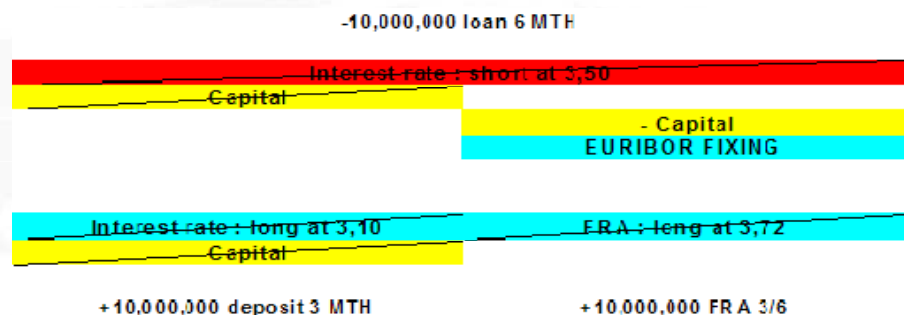 -10,000,000 loan 6 MTH
Interest rate : short at 3,50
Capital
- Capital
EURIBOR FIXING
Interest rate : long at 3,10
FRA : long at 3,72
Capital
+10,000,000 deposit 3 MTH
+10,000,000 FRA 3/6